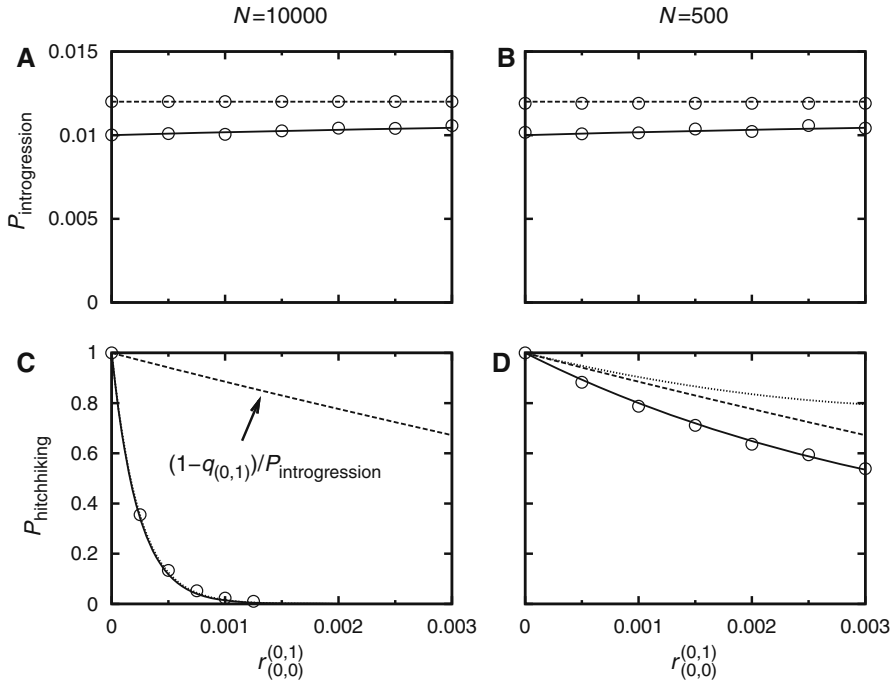 N=10000
N=500
A
B
0.015
0.01
0.005
0
P_introgression
C
D
1
0.8
0.6
0.4
0.2
0
P_hitchhiking
(1−q_(0,1))/P_introgression
0 0.001 0.002 0.003
0 0.001 0.002 0.003
r_(0,0)^(0,1)
r_(0,0)^(0,1)